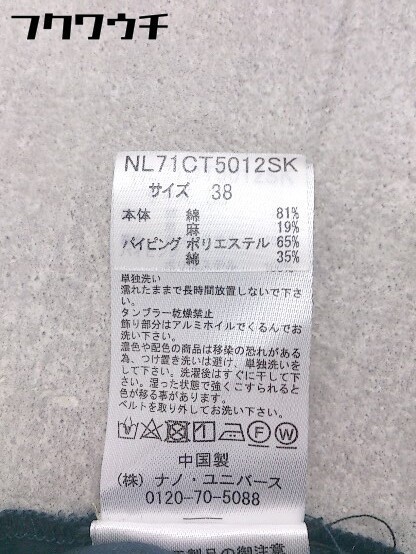 フクワウチ
NL71CT5012SK
サイズ 38
本体 綿 81%
麻 19%
パイピング ポリエステル 65%
綿 35%
単独洗い
濡れたままで長時間放置しないで下さ
い。
タンブラー乾燥禁止
飾り部分はアルミホイルでくるんでお
洗い下さい。
濃色や配色の商品は移染の恐れがある
為、つけ置き洗いは避け、単独洗いを
して下さい。洗濯後はすぐに干して下
さい。湿った状態で強くこすられると
色が移る事があります。
ベルトを取り外してお洗い下さい。
F W
中国製
(株) ナノ・ユニバース
0120-70-5088
製品の御注意